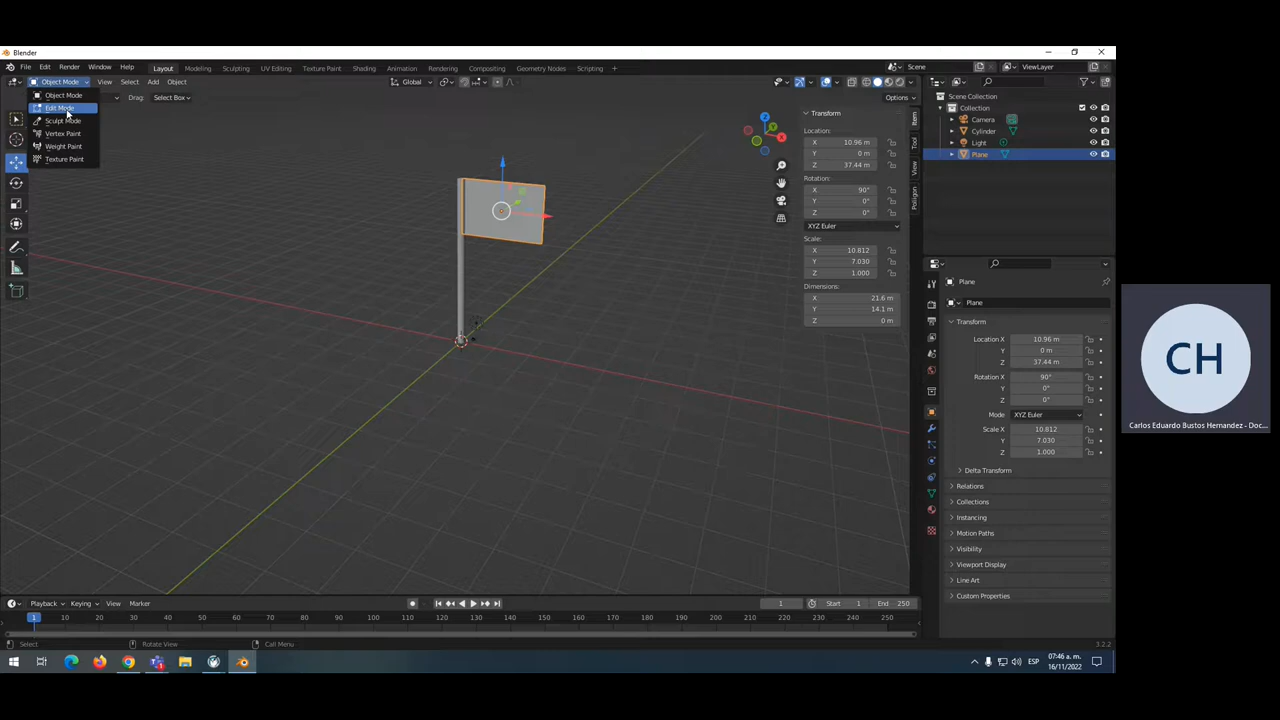 Blender
File Edit Render Window Help Layout Modeling Sculpting UV Editing Texture Paint Shading Animation Rendering Compositing Geometry Nodes Scripting + Scene ViewLayer
Object Mode View Select Add Object Global
Drag: Select Box Options
Object Mode
Edit Mode
Sculpt Mode
Vertex Paint
Weight Paint
Texture Paint
Transform
Location:
X 10.96 m
Y 0 m
Z 37.44 m
Rotation:
X 90°
Y 0°
Z 0°
XYZ Euler
Scale:
X 10.812
Y 7.030
Z 1.000
Dimensions:
X 21.6 m
Y 14.1 m
Z 0 m
Item
Tool
View
Poliigon
X
Y
Z
Scene Collection
Collection
Camera
Cylinder
Light
Plane
Plane
Plane
Transform
Location X 10.96 m
Y 0 m
Z 37.44 m
Rotation X 90°
Y 0°
Z 0°
Mode XYZ Euler
Scale X 10.812
Y 7.030
Z 1.000
Delta Transform
Relations
Collections
Instancing
Motion Paths
Visibility
Viewport Display
Line Art
Custom Properties
CH
Carlos Eduardo Bustos Hernandez - Doc...
Playback Keying View Marker 1 Start 1 End 250
1 10 20 30 40 50 60 70 80 90 100 110 120 130 140 150 160 170 180 190 200 210 220 230 240 250
Select Rotate View Call Menu 3.2.2
ESP 07:46 a. m.
16/11/2022